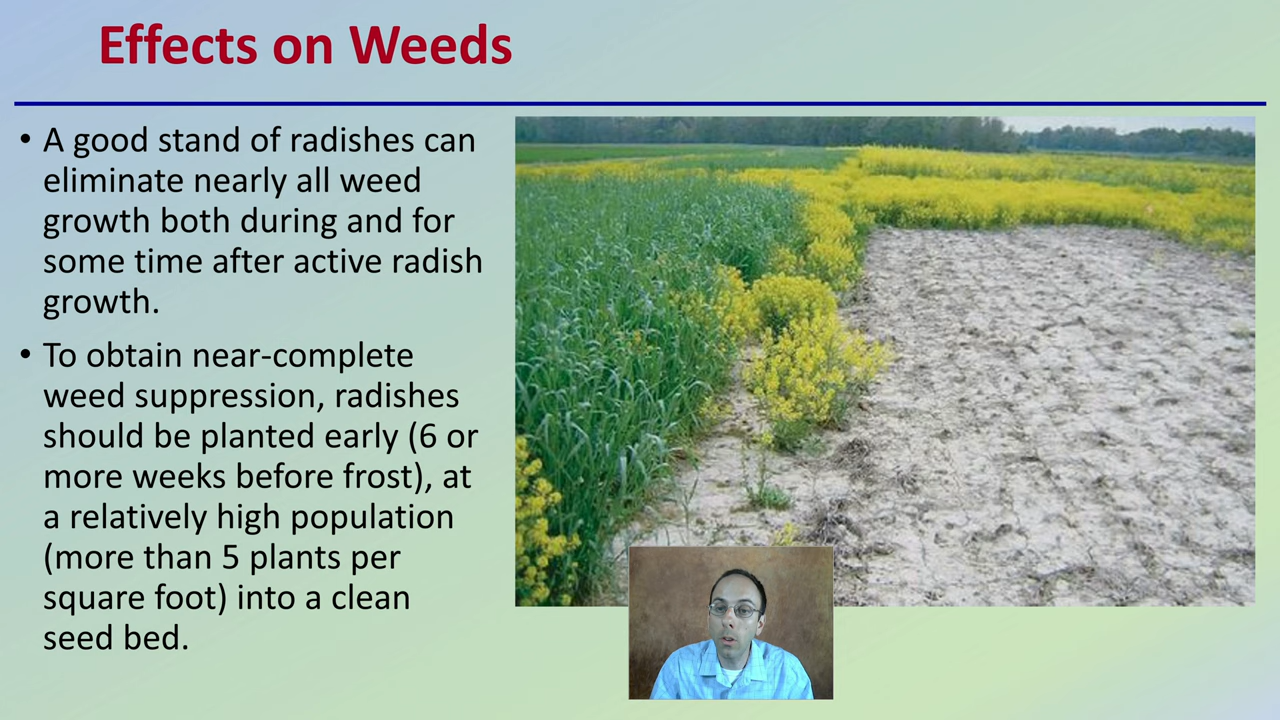 Effects on Weeds
• A good stand of radishes can
eliminate nearly all weed
growth both during and for
some time after active radish
growth.
• To obtain near-complete
weed suppression, radishes
should be planted early (6 or
more weeks before frost), at
a relatively high population
(more than 5 plants per
square foot) into a clean
seed bed.